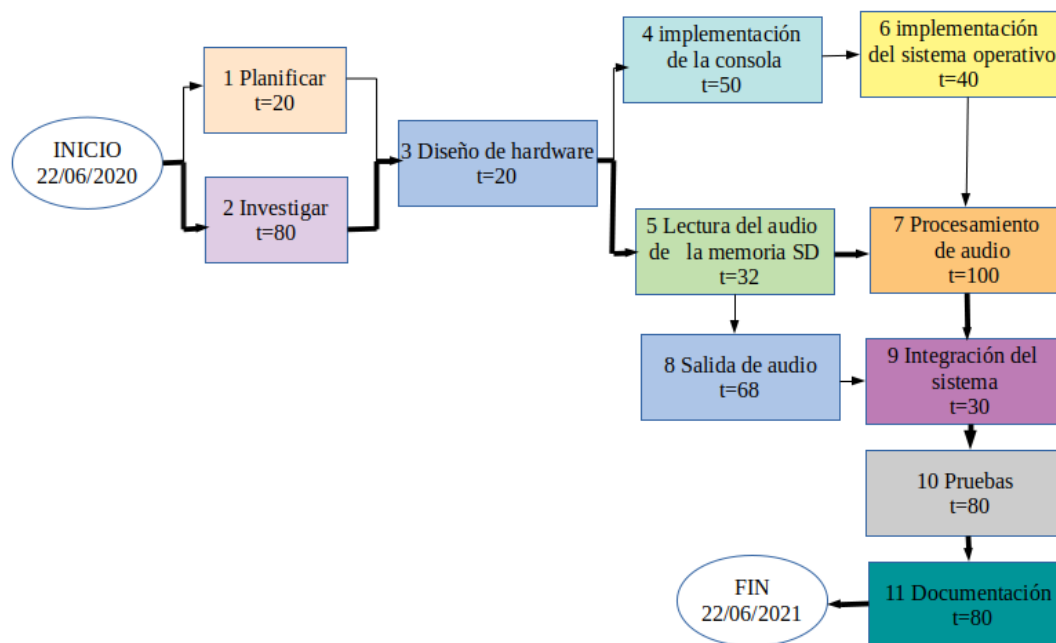 INICIO
22/06/2020
1 Planificar
t=20
2 Investigar
t=80
3 Diseño de hardware
t=20
4 implementación
de la consola
t=50
6 implementación
del sistema operativo
t=40
5 Lectura del audio
de la memoria SD
t=32
7 Procesamiento
de audio
t=100
8 Salida de audio
t=68
9 Integración del
sistema
t=30
10 Pruebas
t=80
11 Documentación
t=80
FIN
22/06/2021